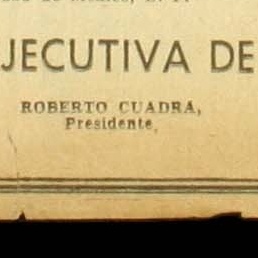 JECUTIVA DE
ROBERTO CUADRA,
Presidente,